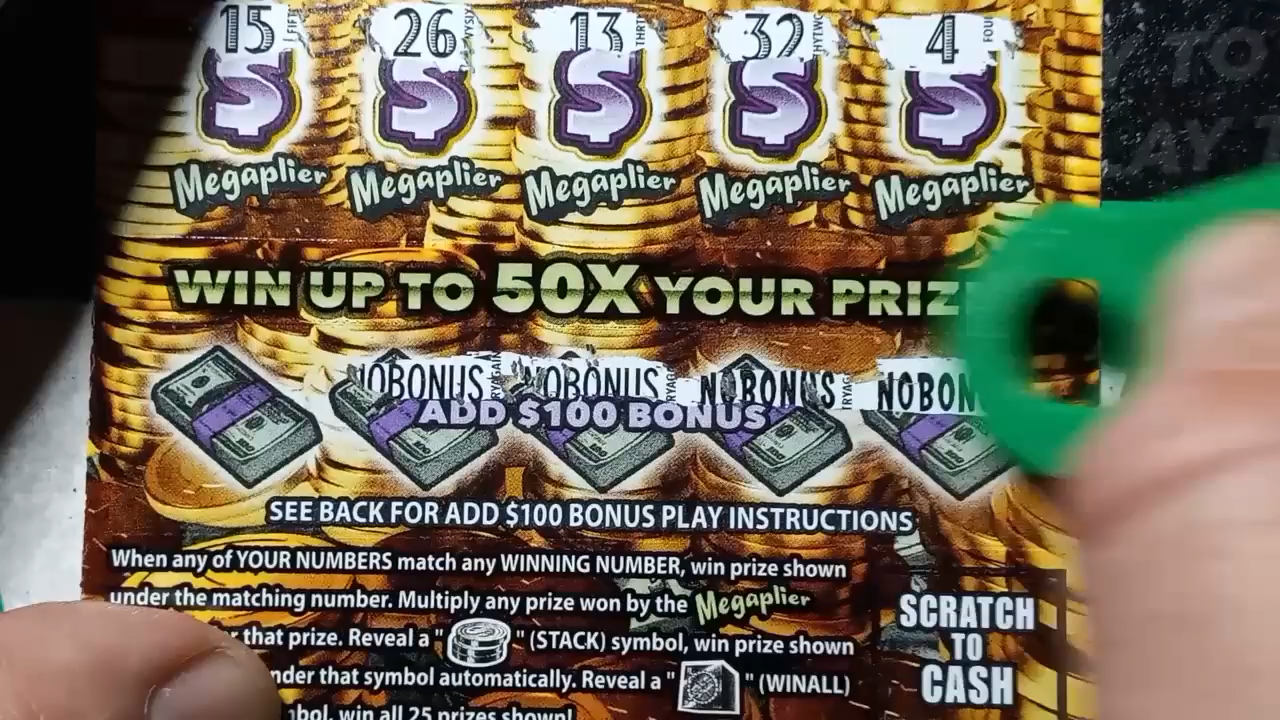 15 26 13 32 4
Megaplier Megaplier Megaplier Megaplier Megaplier
WIN UP TO 50X YOUR
NOBONUS NOBONUS NOBONUS
ADD $100 BONUS
SEE BACK FOR ADD $100 BONUS PLAY INSTRUCTIONS
When any of YOUR NUMBERS match any WINNING NUMBER, win prize shown
under the matching number. Multiply any prize won by the Megaplier
that prize. Reveal a " " (STACK) symbol, win prize shown
under that symbol automatically. Reveal a " " (WINALL)
win all 25 prizes shown!
SCRATCH
TO
CASH